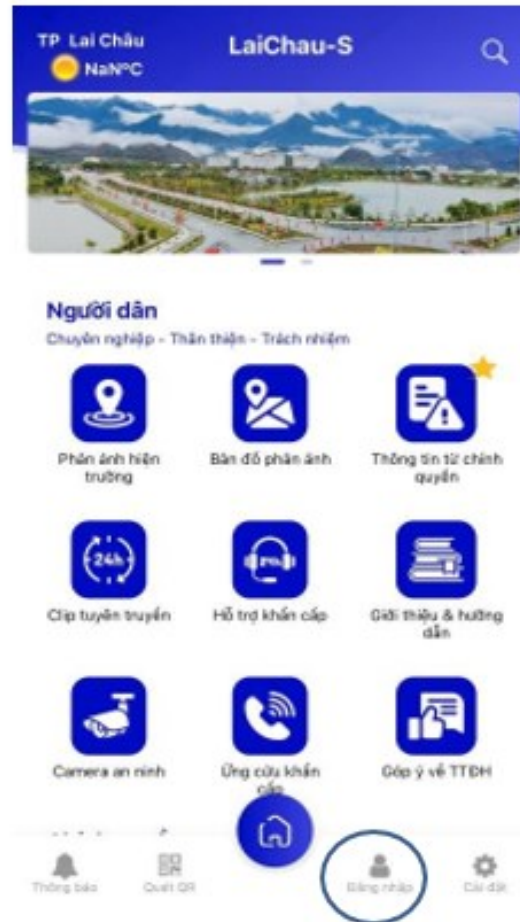 TP Lai Châu
LaiChau-S
NaN°C
Người dân
Chuyên nghiệp - Thân thiện - Trách nhiệm
Phản ánh hiện
trường
Bản đồ phản ánh
Thông tin từ chính
quyền
24h
Clip tuyên truyền
Hỗ trợ khẩn cấp
Giới thiệu & hướng
dẫn
Camera an ninh
Ứng cứu khẩn
cấp
Góp ý về TTĐH
Thông báo
Quét QR
Đăng nhập
Cài đặt